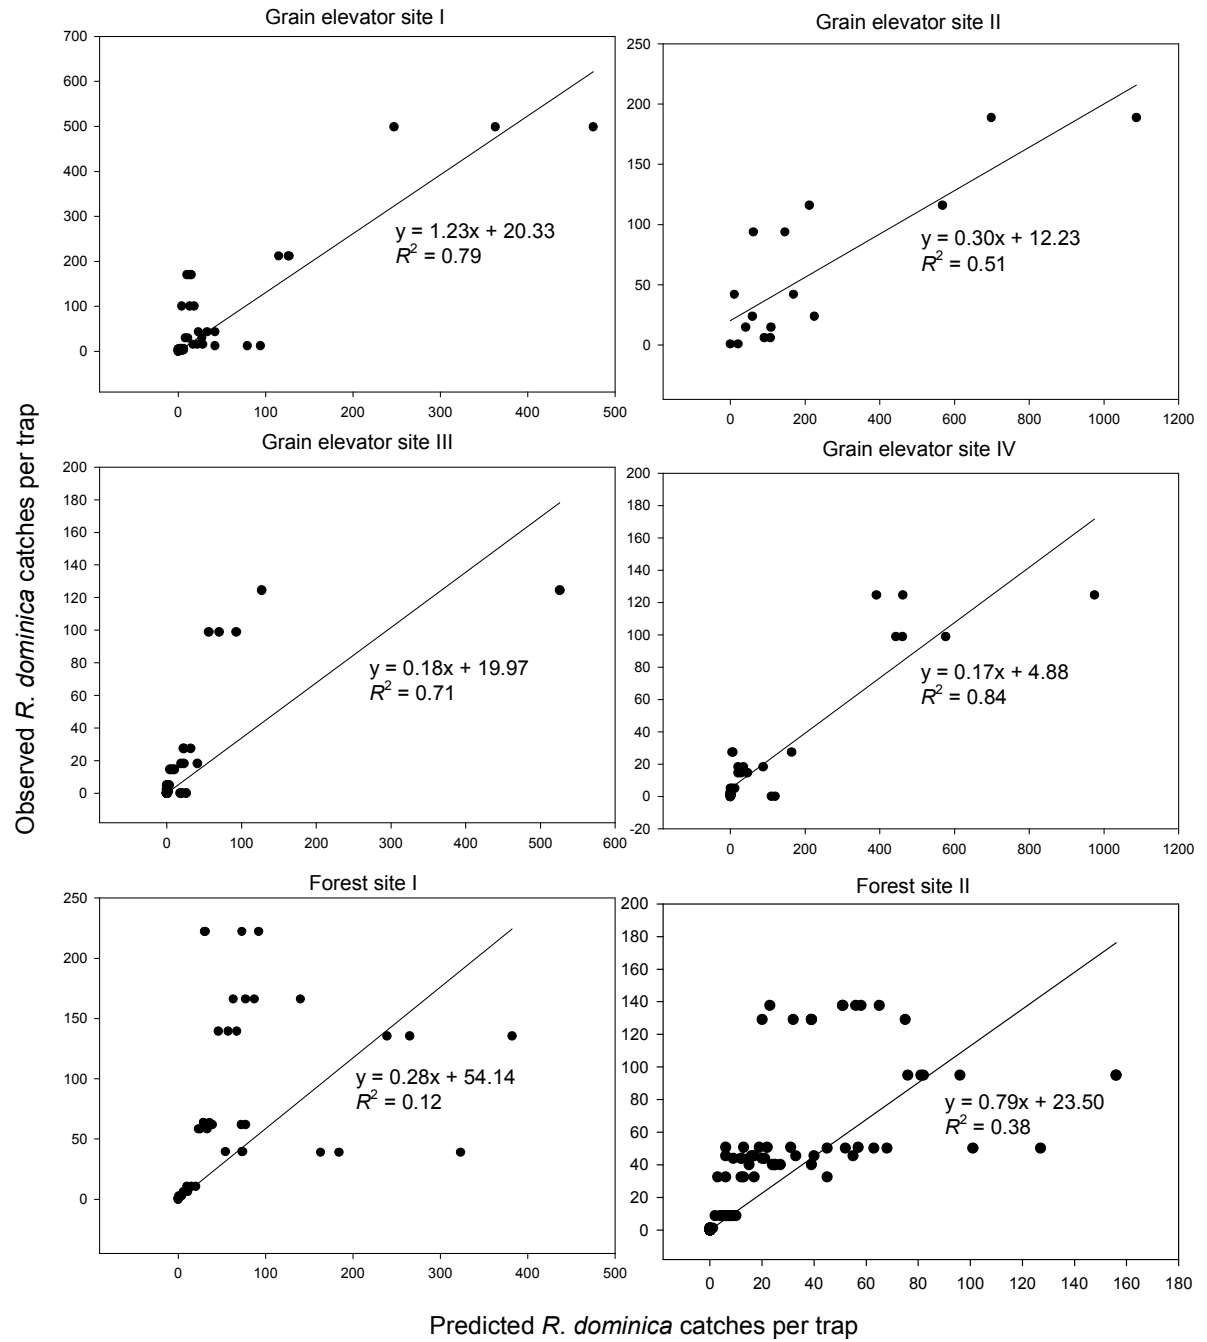 Grain elevator site I
700
600
500
400
300
200
100
0
y = 1.23x + 20.33
R² = 0.79
0 100 200 300 400 500
Grain elevator site II
250
200
150
100
50
0
y = 0.30x + 12.23
R² = 0.51
0 200 400 600 800 1000 1200
Observed R. dominica catches per trap
Grain elevator site III
200
180
160
140
120
100
80
60
40
20
0
y = 0.18x + 19.97
R² = 0.71
0 100 200 300 400 500 600
Grain elevator site IV
200
180
160
140
120
100
80
60
40
20
0
-20
y = 0.17x + 4.88
R² = 0.84
0 200 400 600 800 1000 1200
Forest site I
250
200
150
100
50
0
y = 0.28x + 54.14
R² = 0.12
0 100 200 300 400 500
Forest site II
200
180
160
140
120
100
80
60
40
20
0
y = 0.79x + 23.50
R² = 0.38
0 20 40 60 80 100 120 140 160 180
Predicted R. dominica catches per trap